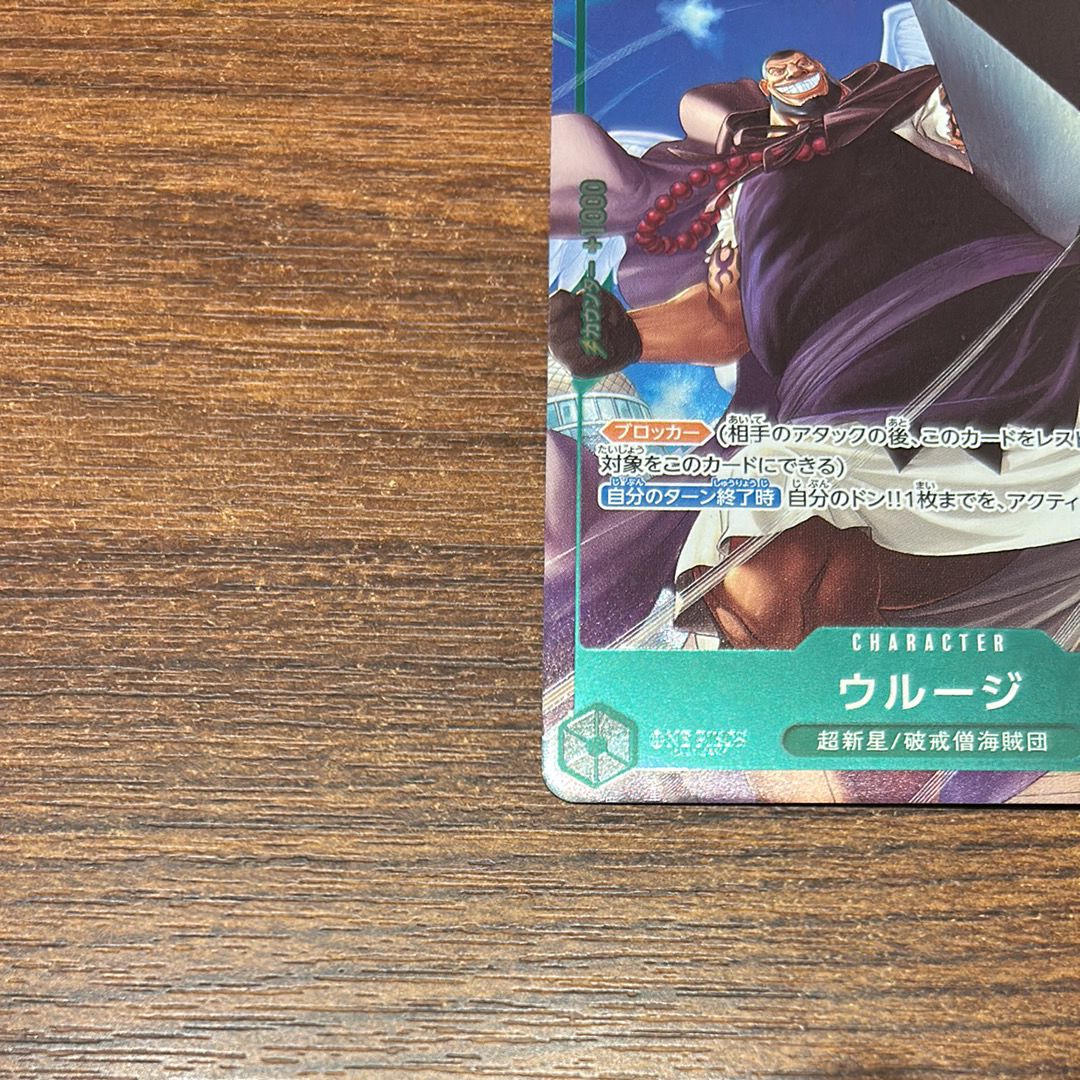 カウンター +1000
ブロッカー (相手のアタックの後、このカードをレスト
対象をこのカードにできる)
自分のターン終了時 自分のドン!!1枚までを、アクティ
CHARACTER
ウルージ
ONE PIECE
超新星/破戒僧海賊団